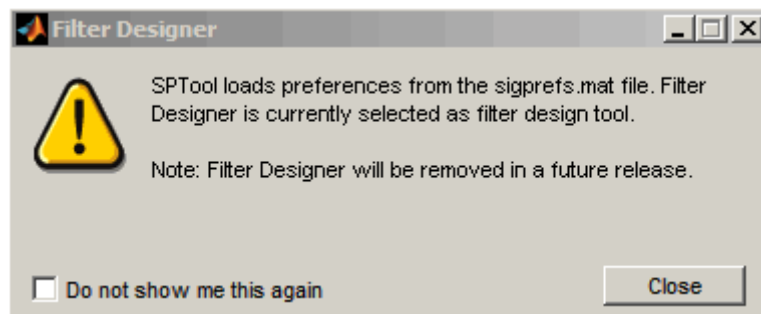 Filter Designer
SPTool loads preferences from the sigprefs.mat file. Filter
Designer is currently selected as filter design tool.
Note: Filter Designer will be removed in a future release.
Do not show me this again
Close